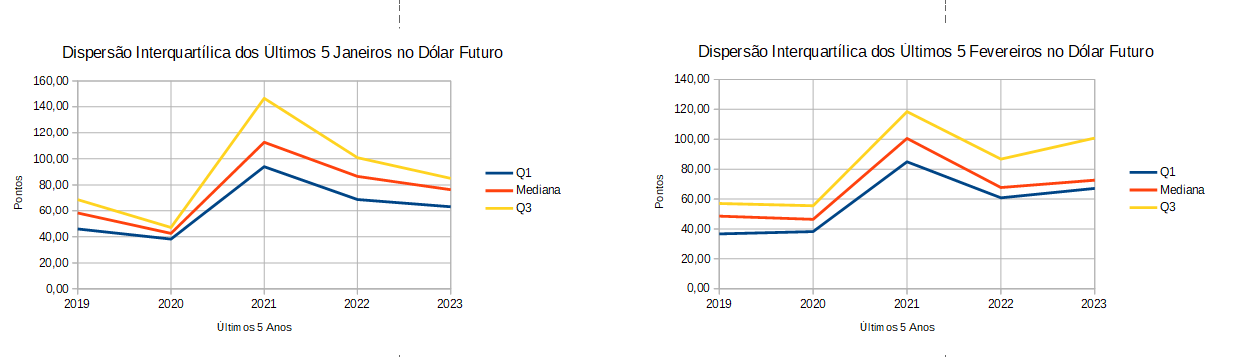 Dispersão Interquartílica dos Últimos 5 Janeiros no Dólar Futuro
160,00
140,00
120,00
100,00
80,00
60,00
40,00
20,00
0,00
Pontos
2019 2020 2021 2022 2023
Últimos 5 Anos
Q1
Mediana
Q3
Dispersão Interquartílica dos Últimos 5 Fevereiros no Dólar Futuro
140,00
120,00
100,00
80,00
60,00
40,00
20,00
0,00
Pontos
2019 2020 2021 2022 2023
Últimos 5 Anos
Q1
Mediana
Q3